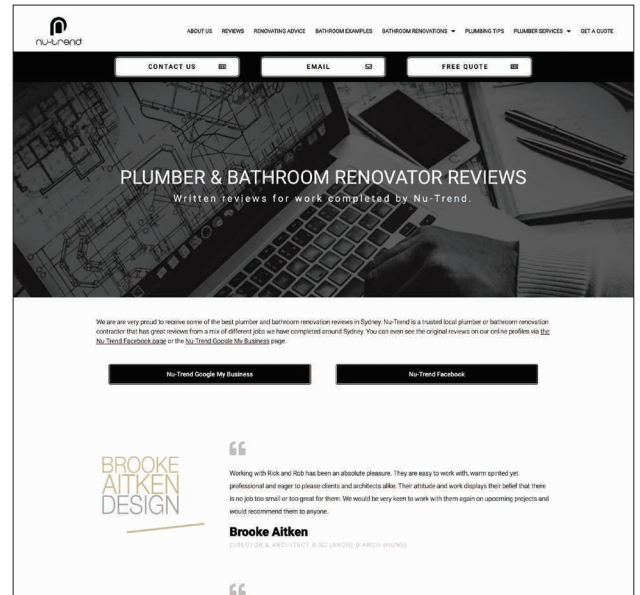 nu-trend
ABOUT US REVIEWS RENOVATING ADVICE BATHROOM EXAMPLES BATHROOM RENOVATIONS PLUMBING TIPS PLUMBER SERVICES GET A QUOTE
CONTACT US EMAIL FREE QUOTE
PLUMBER & BATHROOM RENOVATOR REVIEWS
Written reviews for work completed by Nu-Trend.
We are are very proud to receive some of the best plumber and bathroom renovation reviews in Sydney. Nu-Trend is a trusted local plumber or bathroom renovation
contractor that has great reviews from a mix of different jobs we have completed around Sydney. You can even see the original reviews on our online profiles via the
Nu-Trend Facebook page or the Nu-Trend Google My Business page.
Nu-Trend Google My Business Nu-Trend Facebook
BROOKE
AITKEN
DESIGN
“
Working with Rick and Rob has been an absolute pleasure. They are easy to work with, warm spirited yet
professional and eager to please clients and architects alike. Their attitude and work displays their belief that there
is no job too small or too great for them. We would be very keen to work with them again on upcoming projects and
would recommend them to anyone.
Brooke Aitken
DIRECTOR & ARCHITECT B SC (ARCH) B ARCH (HONS)
“